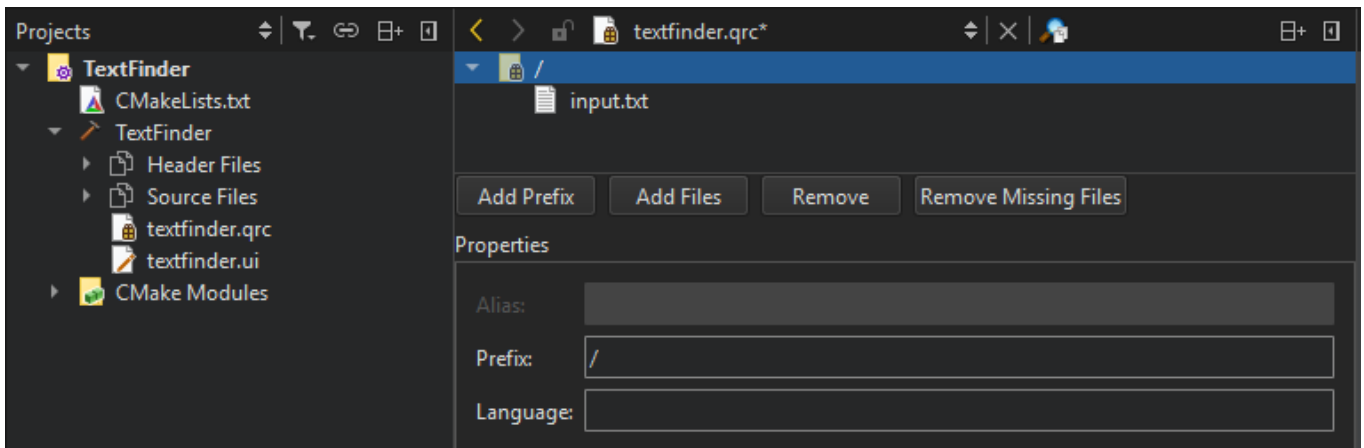 Projects
TextFinder
CMakeLists.txt
TextFinder
Header Files
Source Files
textfinder.qrc
textfinder.ui
CMake Modules
textfinder.qrc*
/
input.txt
Add Prefix Add Files Remove Remove Missing Files
Properties
Alias:
Prefix: /
Language: